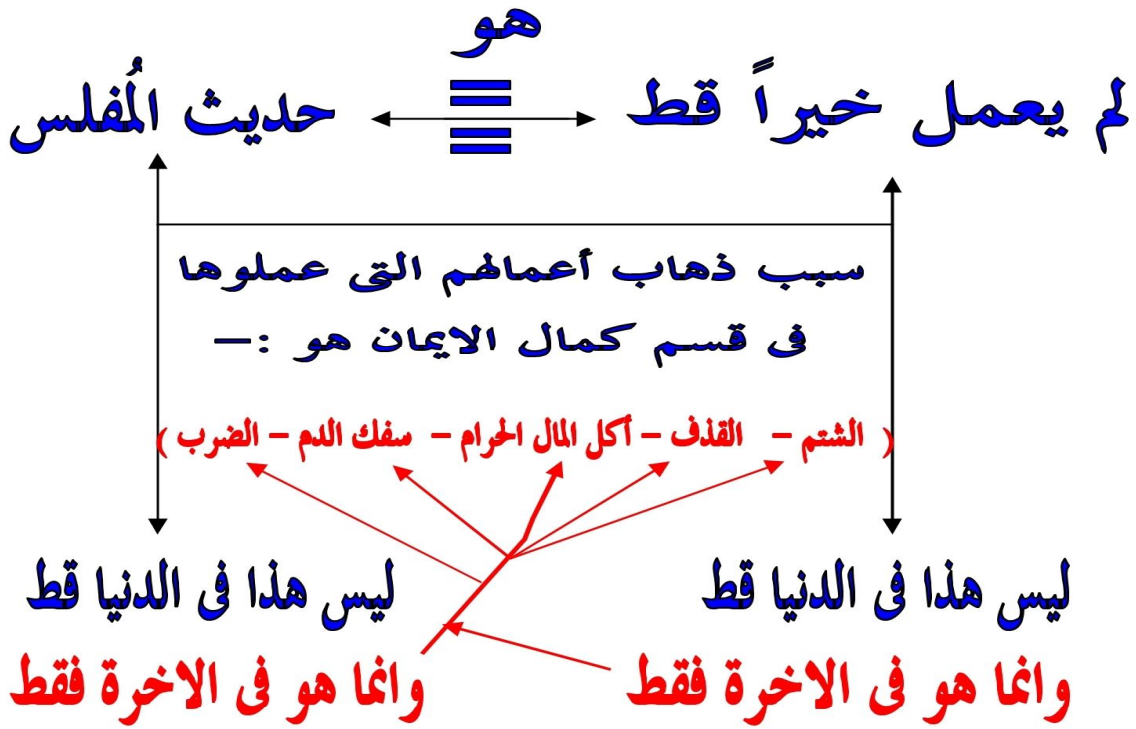 هو
لم يعمل خيراً قط
حديث المُفلس
سبب ذهاب أعمالهم التى عملوها
فى قسم كمال الايمان هو :–
( الشتم – القذف – أكل المال الحرام – سفك الدم – الضرب )
ليس هذا فى الدنيا قط
وانما هو فى الاخرة فقط
ليس هذا فى الدنيا قط
وانما هو فى الاخرة فقط